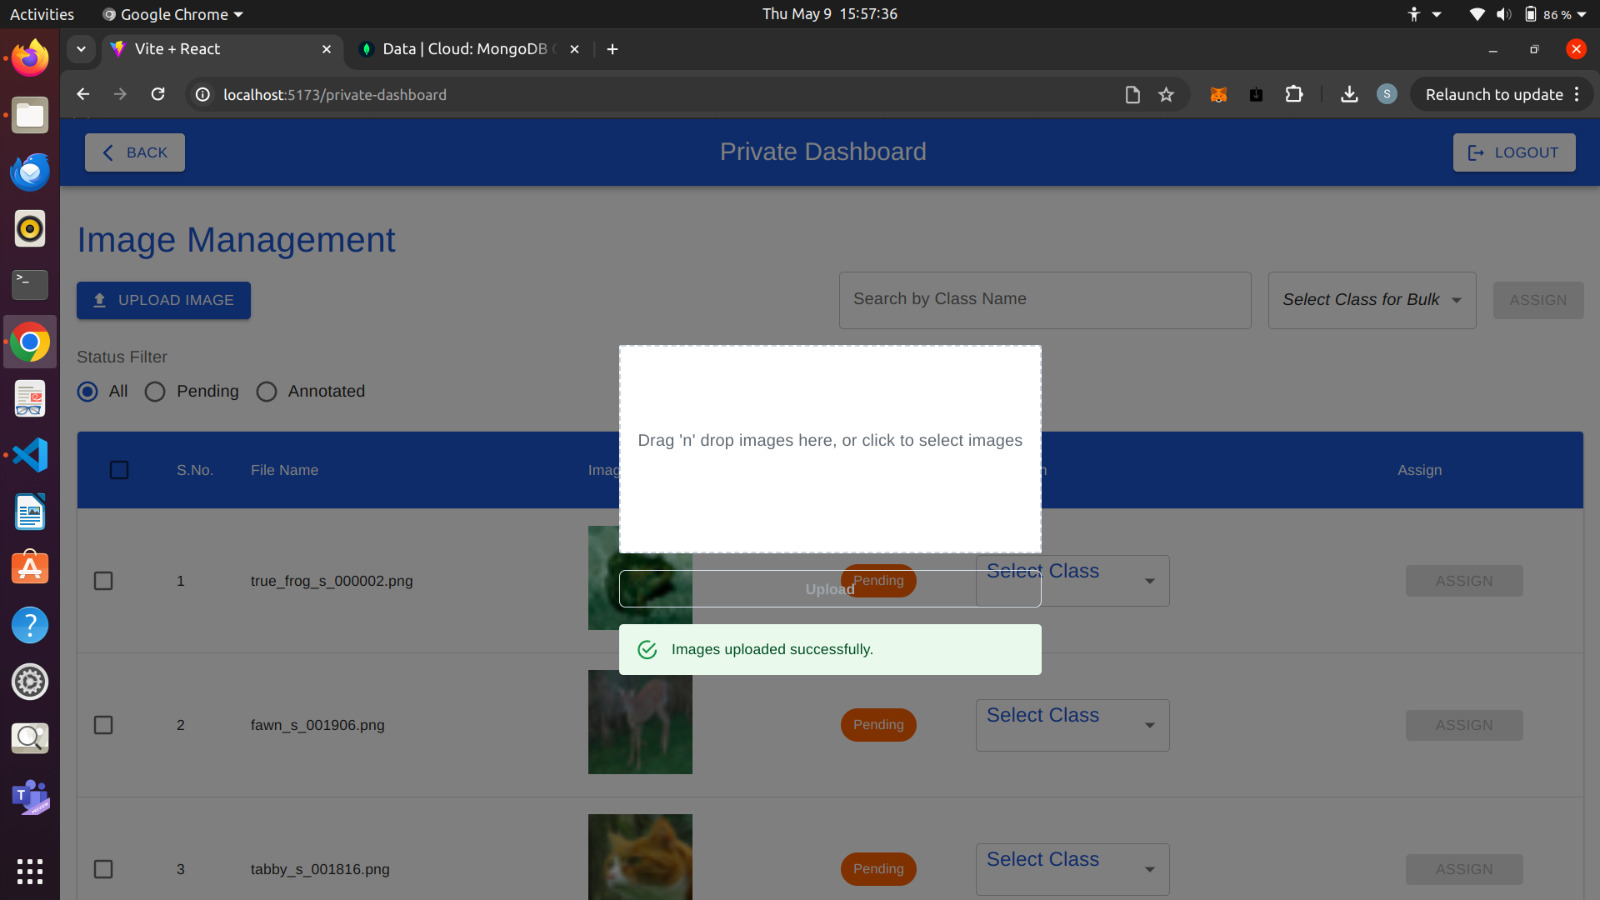 Activities
Google Chrome
Thu May 9 15:57:36
86 %
Vite + React
Data | Cloud: MongoDB
localhost:5173/private-dashboard
S
Relaunch to update
BACK
Private Dashboard
LOGOUT
Image Management
UPLOAD IMAGE
Search by Class Name
Select Class for Bulk
ASSIGN
Status Filter
All
Pending
Annotated
Drag 'n' drop images here, or click to select images
S.No.
File Name
Assign
1
true_frog_s_000002.png
Pending
Select Class
ASSIGN
Upload
Images uploaded successfully.
2
fawn_s_001906.png
Pending
Select Class
ASSIGN
3
tabby_s_001816.png
Pending
Select Class
ASSIGN